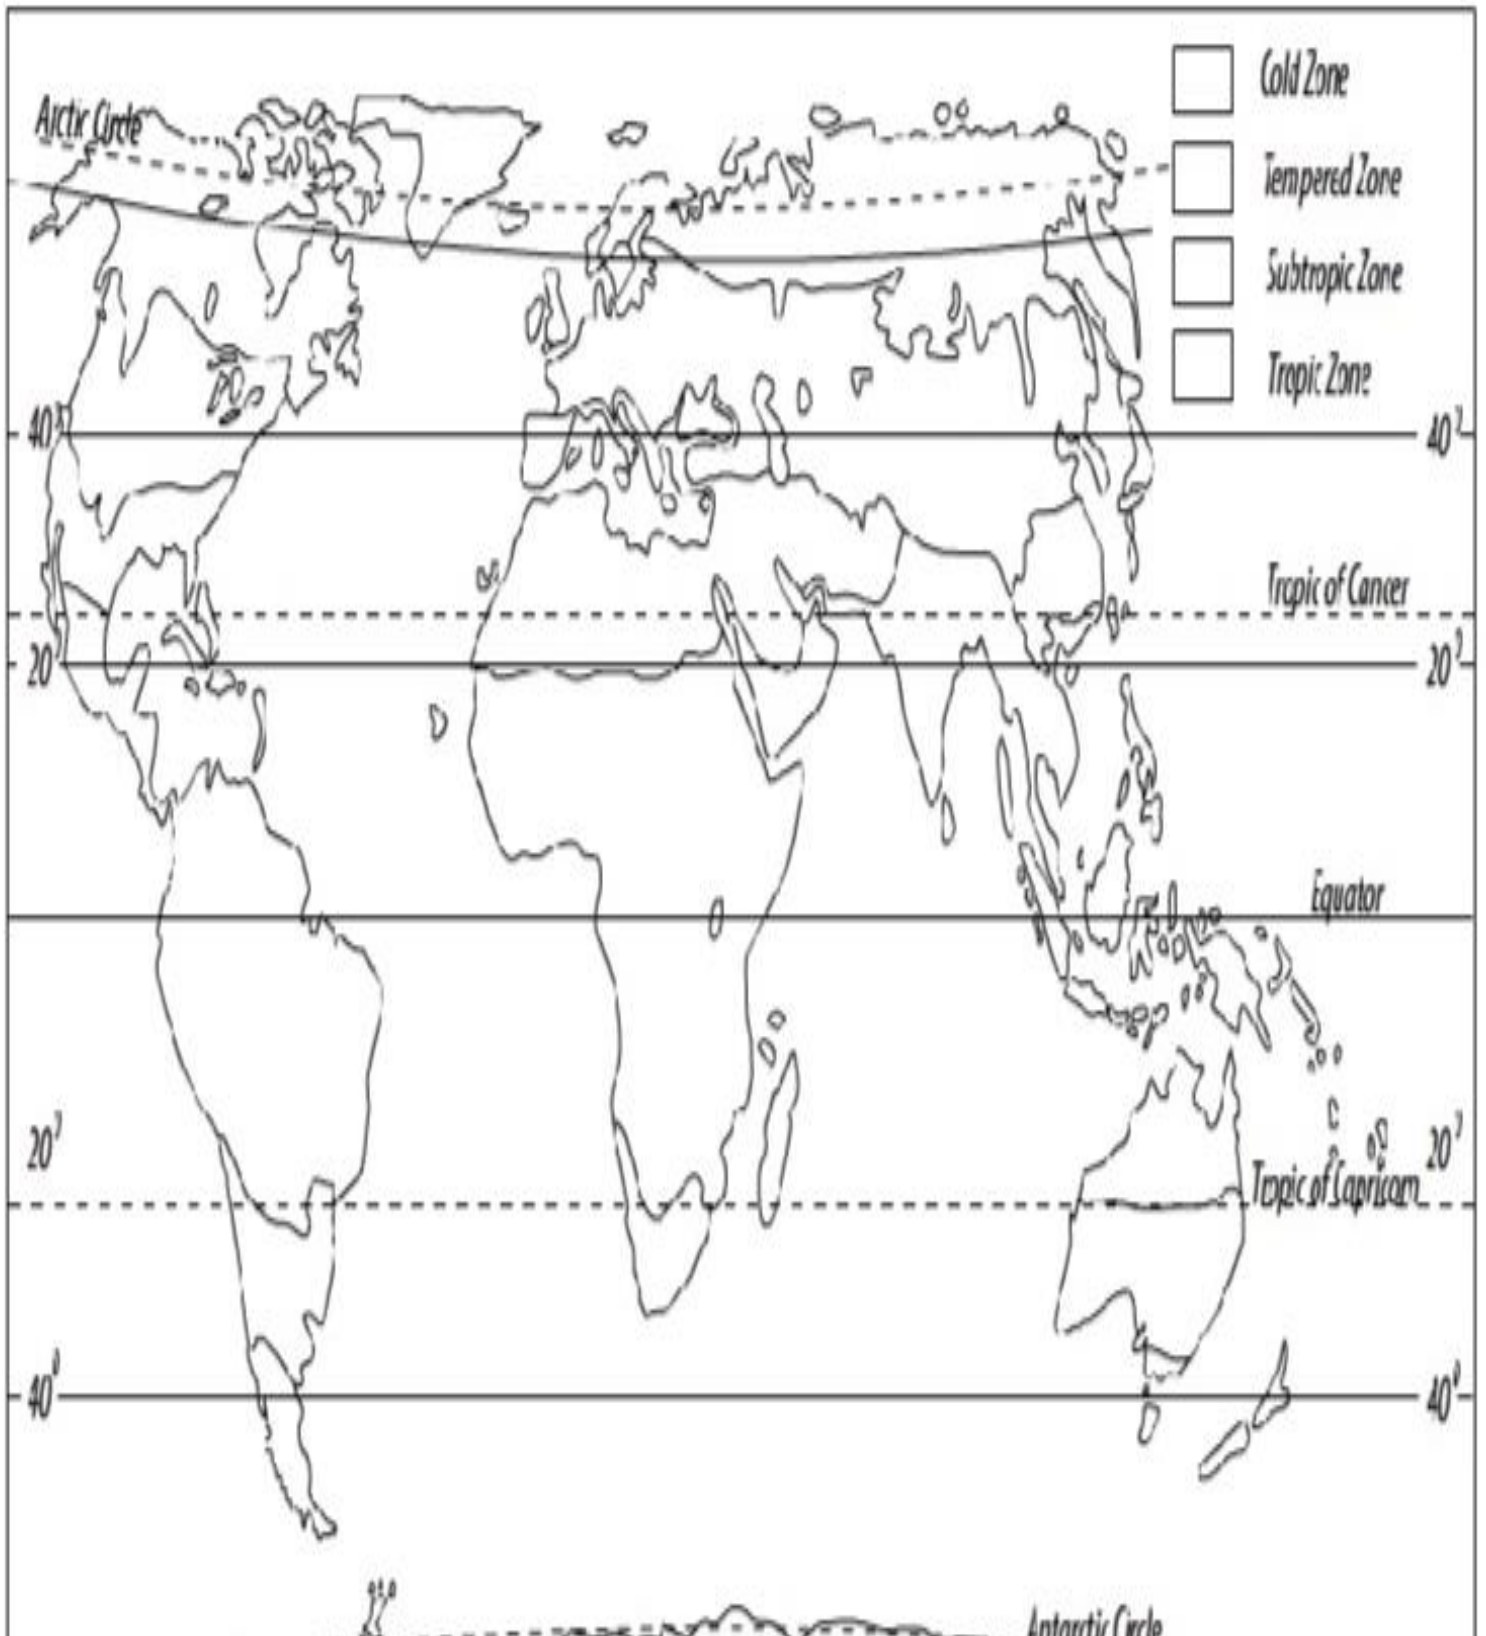 Cold Zone
Arctic Circle
Tempered Zone
Subtropic Zone
Tropic Zone
40° 40°
Tropic of Cancer
20° 20°
Equator
20° 20°
Tropic of Capricorn
40° 40°
Antarctic Circle